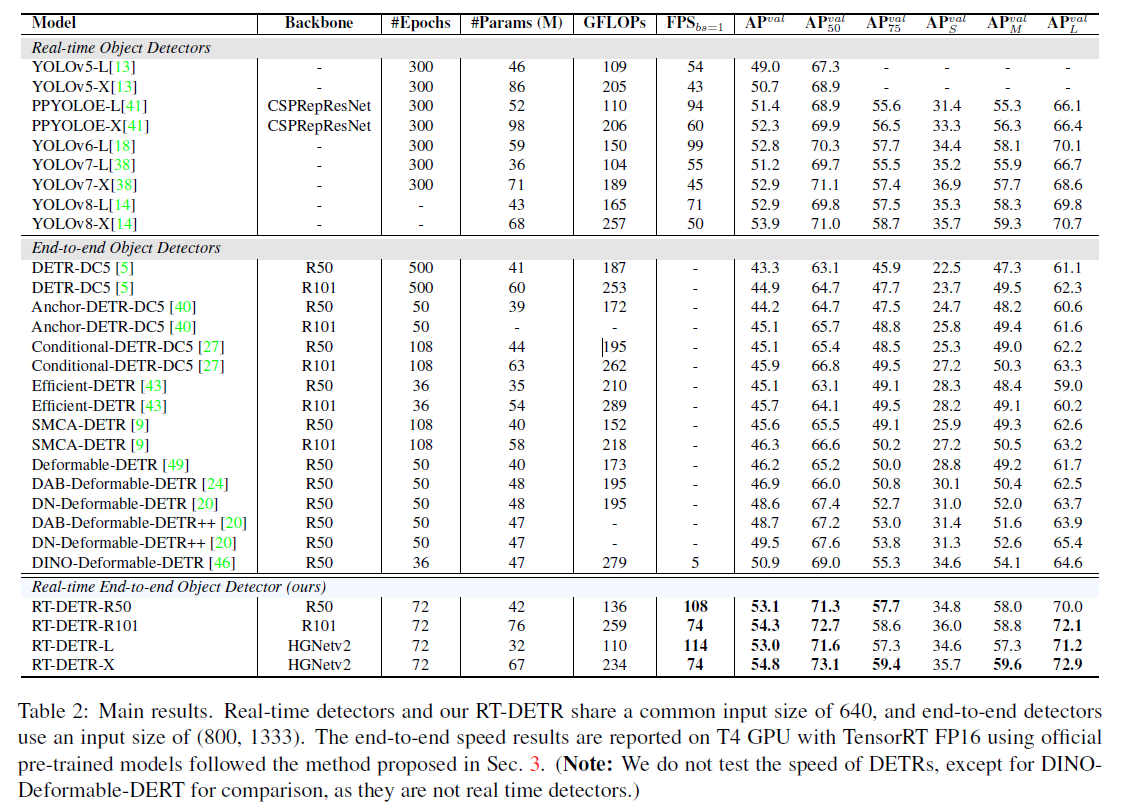 Model Backbone #Epochs #Params (M) GFLOPs FPS_bs=1 AP^val AP^val_50 AP^val_75 AP^val_S AP^val_M AP^val_L
Real-time Object Detectors
YOLOv5-L[13] - 300 46 109 54 49.0 67.3 - - - -
YOLOv5-X[13] - 300 86 205 43 50.7 68.9 - - - -
PPYOLOE-L[41] CSPRepResNet 300 52 110 94 51.4 68.9 55.6 31.4 55.3 66.1
PPYOLOE-X[41] CSPRepResNet 300 98 206 60 52.3 69.9 56.5 33.3 56.3 66.4
YOLOv6-L[18] - 300 59 150 99 52.8 70.3 57.7 34.4 58.1 70.1
YOLOv7-L[38] - 300 36 104 55 51.2 69.7 55.5 35.2 55.9 66.7
YOLOv7-X[38] - 300 71 189 45 52.9 71.1 57.4 36.9 57.7 68.6
YOLOv8-L[14] - - 43 165 71 52.9 69.8 57.5 35.3 58.3 69.8
YOLOv8-X[14] - - 68 257 50 53.9 71.0 58.7 35.7 59.3 70.7
End-to-end Object Detectors
DETR-DC5 [5] R50 500 41 187 - 43.3 63.1 45.9 22.5 47.3 61.1
DETR-DC5 [5] R101 500 60 253 - 44.9 64.7 47.7 23.7 49.5 62.3
Anchor-DETR-DC5 [40] R50 50 39 172 - 44.2 64.7 47.5 24.7 48.2 60.6
Anchor-DETR-DC5 [40] R101 50 - - - 45.1 65.7 48.8 25.8 49.4 61.6
Conditional-DETR-DC5 [27] R50 108 44 195 - 45.1 65.4 48.5 25.3 49.0 62.2
Conditional-DETR-DC5 [27] R101 108 63 262 - 45.9 66.8 49.5 27.2 50.3 63.3
Efficient-DETR [43] R50 36 35 210 - 45.1 63.1 49.1 28.3 48.4 59.0
Efficient-DETR [43] R101 36 54 289 - 45.7 64.1 49.5 28.2 49.1 60.2
SMCA-DETR [9] R50 108 40 152 - 45.6 65.5 49.1 25.9 49.3 62.6
SMCA-DETR [9] R101 108 58 218 - 46.3 66.6 50.2 27.2 50.5 63.2
Deformable-DETR [49] R50 50 40 173 - 46.2 65.2 50.0 28.8 49.2 61.7
DAB-Deformable-DETR [24] R50 50 48 195 - 46.9 66.0 50.8 30.1 50.4 62.5
DN-Deformable-DETR [20] R50 50 48 195 - 48.6 67.4 52.7 31.0 52.0 63.7
DAB-Deformable-DETR++ [20] R50 50 47 - - 48.7 67.2 53.0 31.4 51.6 63.9
DN-Deformable-DETR++ [20] R50 50 47 - - 49.5 67.6 53.8 31.3 52.6 65.4
DINO-Deformable-DETR [46] R50 36 47 279 5 50.9 69.0 55.3 34.6 54.1 64.6
Real-time End-to-end Object Detector (ours)
RT-DETR-R50 R50 72 42 136 108 53.1 71.3 57.7 34.8 58.0 70.0
RT-DETR-R101 R101 72 76 259 74 54.3 72.7 58.6 36.0 58.8 72.1
RT-DETR-L HGNetv2 72 32 110 114 53.0 71.6 57.3 34.6 57.3 71.2
RT-DETR-X HGNetv2 72 67 234 74 54.8 73.1 59.4 35.7 59.6 72.9
Table 2: Main results. Real-time detectors and our RT-DETR share a common input size of 640, and end-to-end detectors
use an input size of (800, 1333). The end-to-end speed results are reported on T4 GPU with TensorRT FP16 using official
pre-trained models followed the method proposed in Sec. 3. (Note: We do not test the speed of DETRs, except for DINO-
Deformable-DERT for comparison, as they are not real time detectors.)